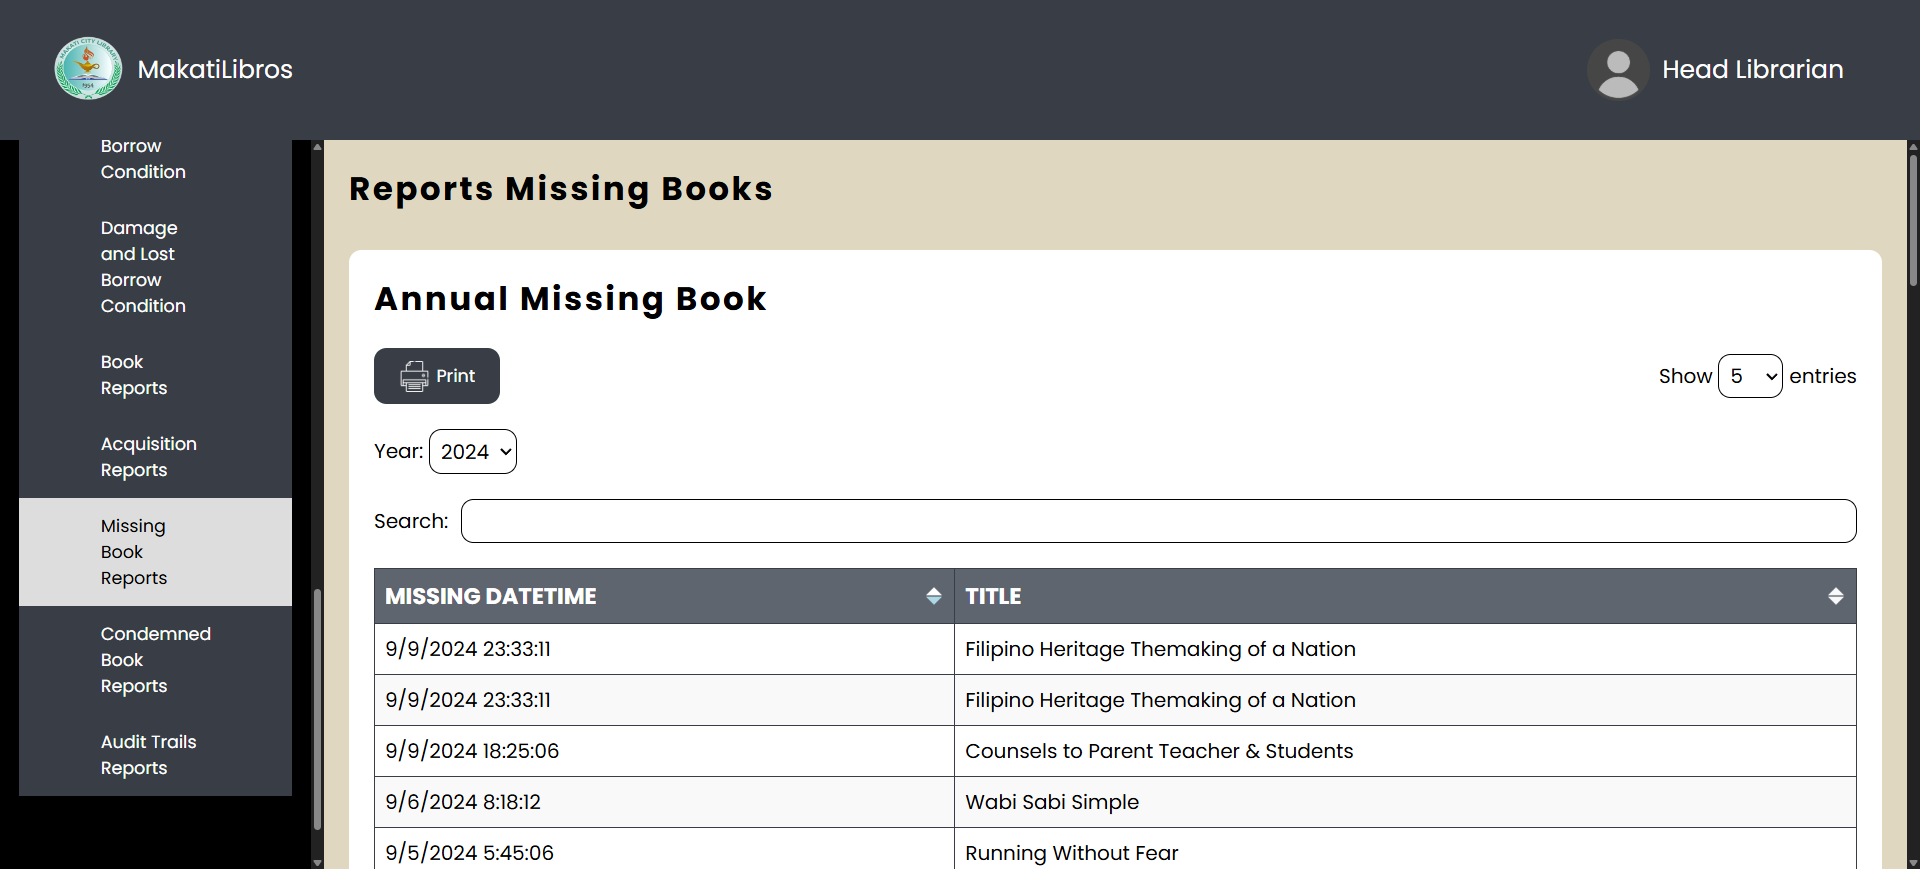 MAKATI CITY LIBRARY
1954
MakatiLibros
Head Librarian
Borrow
Condition
Damage
and Lost
Borrow
Condition
Book
Reports
Acquisition
Reports
Missing
Book
Reports
Condemned
Book
Reports
Audit Trails
Reports
Reports Missing Books
Annual Missing Book
Print
Show 5 entries
Year: 2024
Search:
MISSING DATETIME TITLE
9/9/2024 23:33:11 Filipino Heritage Themaking of a Nation
9/9/2024 23:33:11 Filipino Heritage Themaking of a Nation
9/9/2024 18:25:06 Counsels to Parent Teacher & Students
9/6/2024 8:18:12 Wabi Sabi Simple
9/5/2024 5:45:06 Running Without Fear